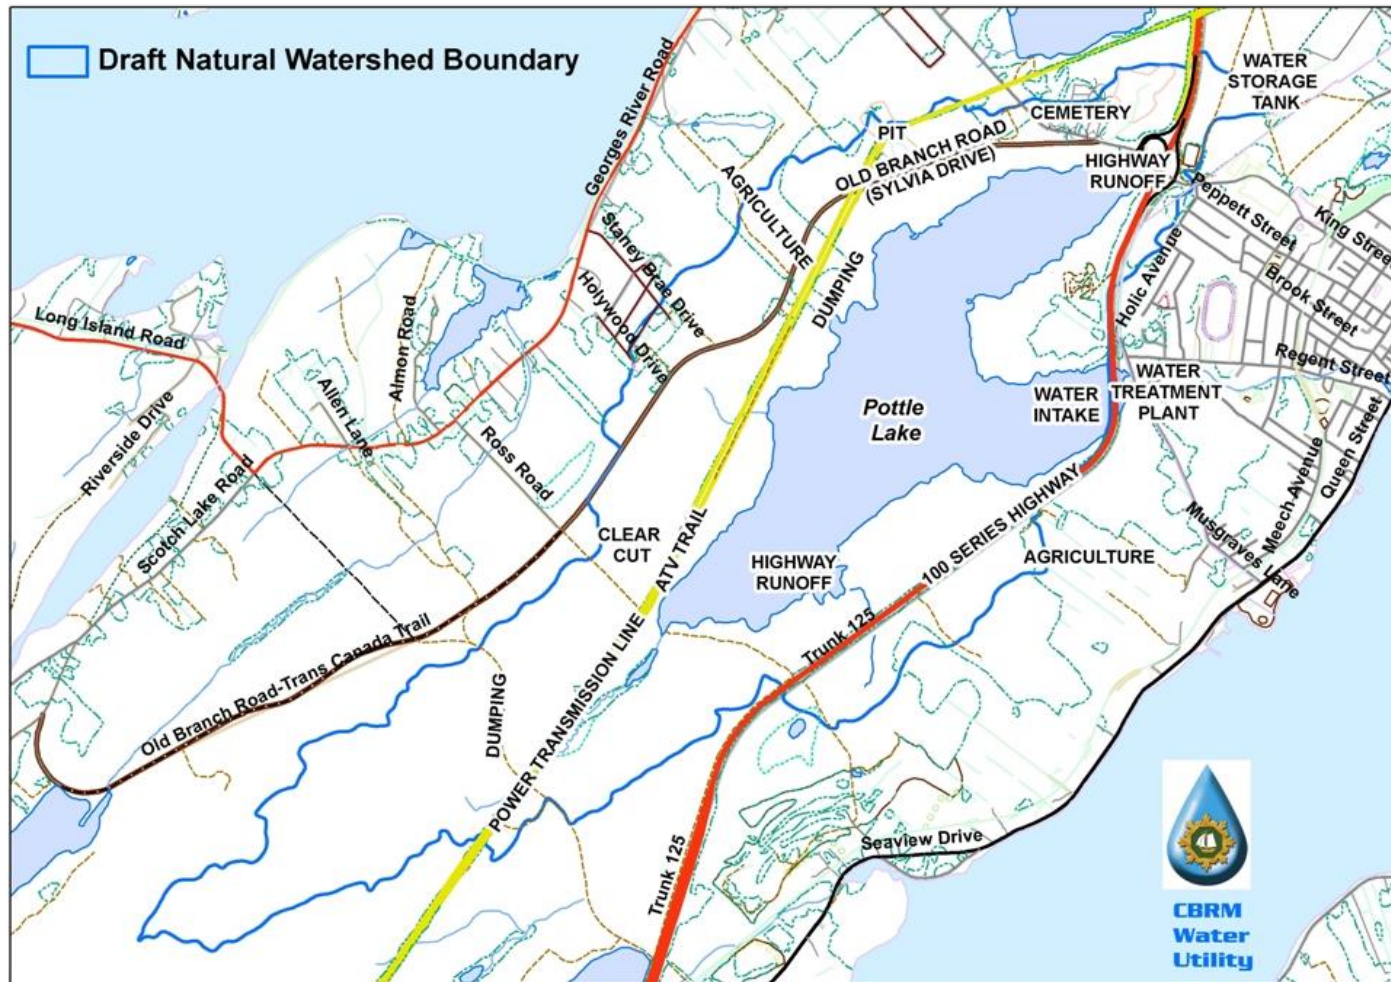 Draft Natural Watershed Boundary
WATER
STORAGE
TANK
Georges River Road
CEMETERY
PIT
OLD BRANCH ROAD
(SYLVIA DRIVE)
HIGHWAY
RUNOFF
AGRICULTURE
Peppett Street
King Street
Staney Brae Drive
Holic Avenue
Brook Street
DUMPING
Holywood Drive
Long Island Road
Almon Road
Regent Street
WATER
TREATMENT
PLANT
WATER
INTAKE
Allen Lane
Riverside Drive
Pottle
Lake
Ross Road
Queen Street
Meech Avenue
Scotch Lake Road
100 SERIES HIGHWAY
Musgraves Lane
CLEAR
CUT
ATV TRAIL
HIGHWAY
RUNOFF
AGRICULTURE
Trunk 125
Old Branch Road-Trans Canada Trail
DUMPING
POWER TRANSMISSION LINE
Seaview Drive
Trunk 125
CBRM
Water
Utility